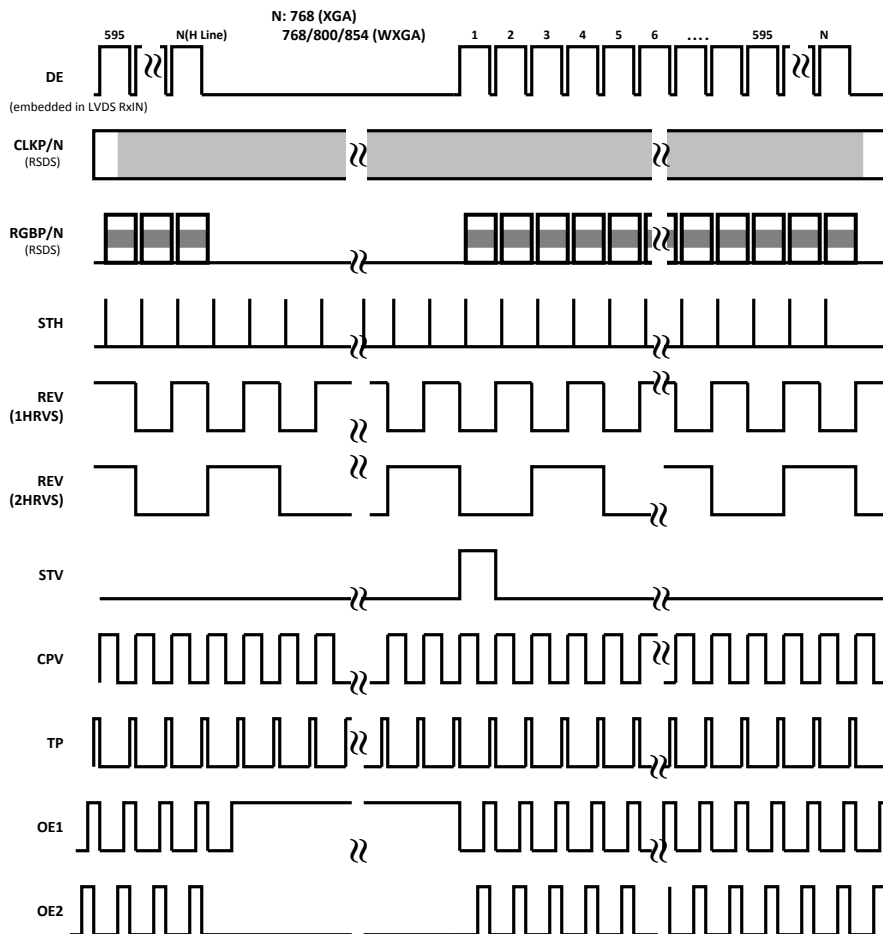 N: 768 (XGA)
768/800/854 (WXGA)
595 N(H Line) 1 2 3 4 5 6 .... 595 N
DE
(embedded in LVDS RxIN)
CLKP/N
(RSDS)
RGBP/N
(RSDS)
STH
REV
(1HRVS)
REV
(2HRVS)
STV
CPV
TP
OE1
OE2